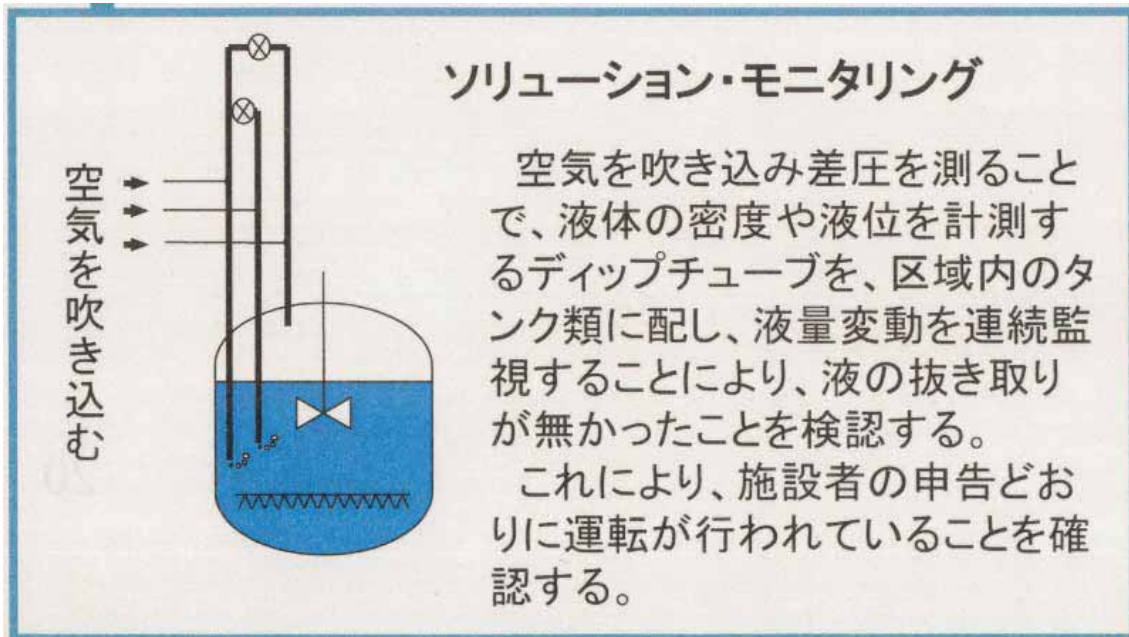 ソリューション・モニタリング
空気を吹き込む
空気を吹き込み差圧を測ること
で、液体の密度や液位を計測す
るディップチューブを、区域内のタ
ンク類に配し、液量変動を連続監
視することにより、液の抜き取り
が無かったことを検認する。
これにより、施設者の申告どお
りに運転が行われていることを確
認する。